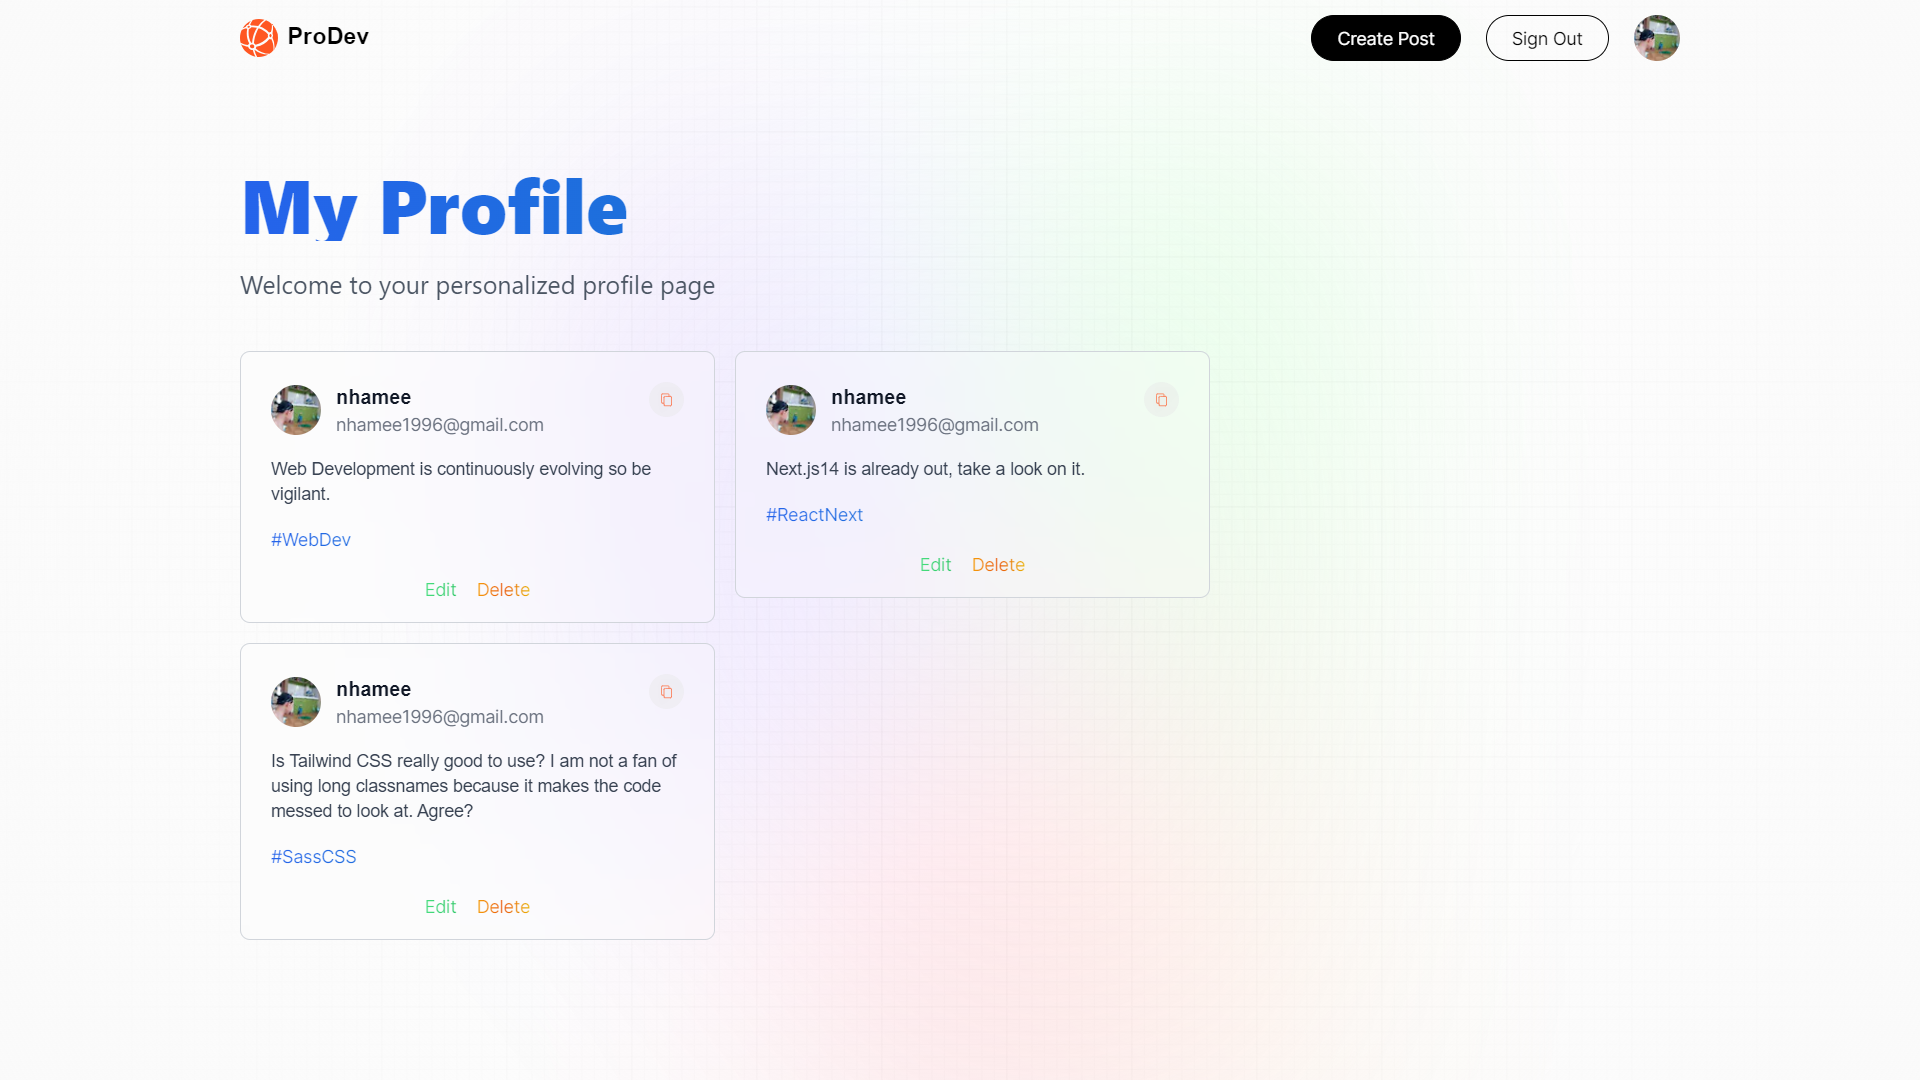 ProDev
Create Post
Sign Out
My Profile
Welcome to your personalized profile page
nhamee
nhamee1996@gmail.com
Web Development is continuously evolving so be
vigilant.
#WebDev
Edit Delete
nhamee
nhamee1996@gmail.com
Next.js14 is already out, take a look on it.
#ReactNext
Edit Delete
nhamee
nhamee1996@gmail.com
Is Tailwind CSS really good to use? I am not a fan of
using long classnames because it makes the code
messed to look at. Agree?
#SassCSS
Edit Delete